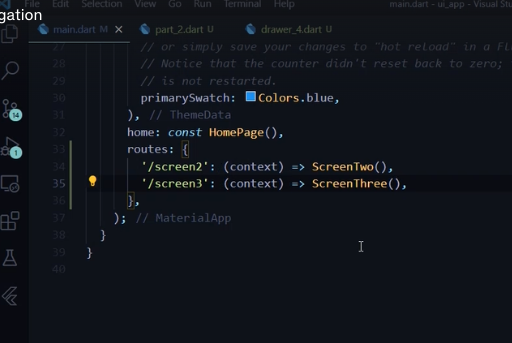 gation
Edit Selection View Go Run Terminal Help main.dart - ui_app - Visual Stu
main.dart M × part_2.dart U drawer_4.dart U
27 // or simply save your changes to "hot reload" in a Fl
28 // Notice that the counter didn't reset back to zero;
29 // is not restarted.
30 primarySwatch: Colors.blue,
31 ), // ThemeData
32 home: const HomePage(),
33 routes: {
34 '/screen2': (context) => ScreenTwo(),
35 '/screen3': (context) => ScreenThree(),
36 },
37 ); // MaterialApp
38 }
39 }
40
14
1